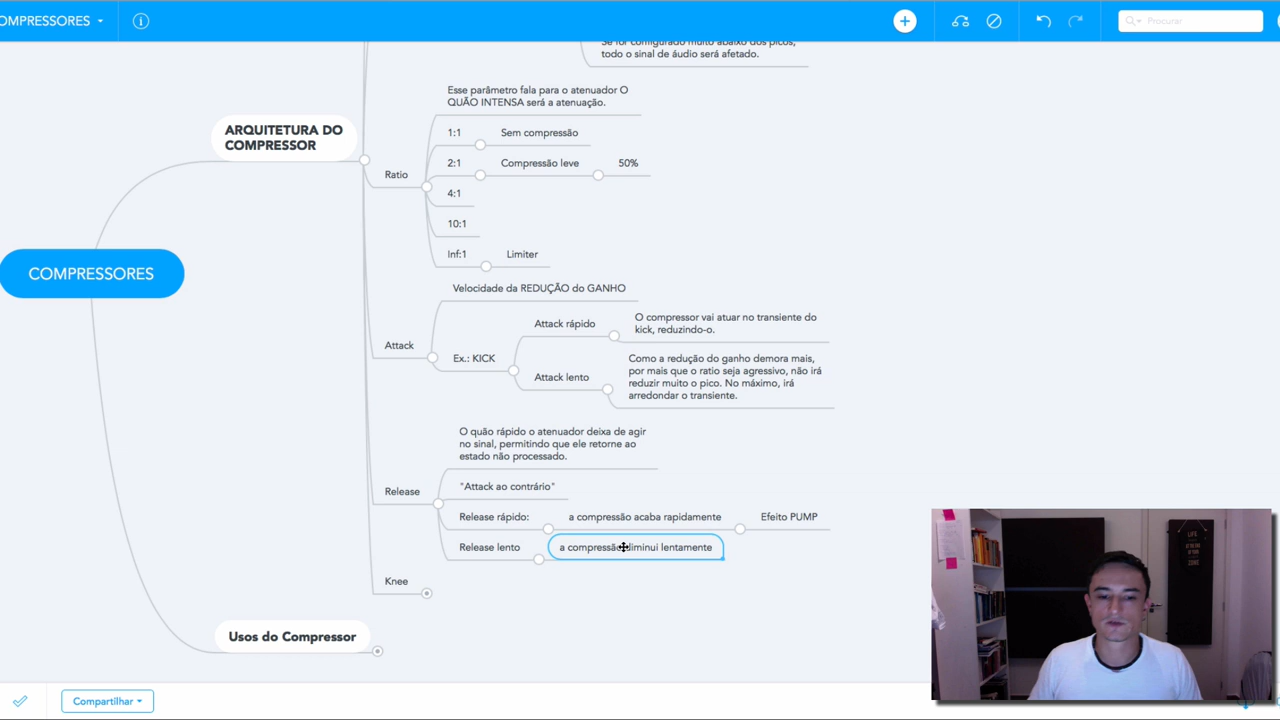 COMPRESSORES
Procurar
Se for configurado muito abaixo dos picos,
todo o sinal de áudio será afetado.
Esse parâmetro fala para o atenuador O
QUÃO INTENSA será a atenuação.
ARQUITETURA DO
COMPRESSOR
1:1
Sem compressão
2:1
Compressão leve
50%
Ratio
4:1
10:1
Inf:1
Limiter
COMPRESSORES
Velocidade da REDUÇÃO do GANHO
Attack rápido
O compressor vai atuar no transiente do
kick, reduzindo-o.
Attack
Ex.: KICK
Attack lento
Como a redução do ganho demora mais,
por mais que o ratio seja agressivo, não irá
reduzir muito o pico. No máximo, irá
arredondar o transiente.
O quão rápido o atenuador deixa de agir
no sinal, permitindo que ele retorne ao
estado não processado.
Release
"Attack ao contrário"
Release rápido:
a compressão acaba rapidamente
Efeito PUMP
Release lento
a compressão diminui lentamente
Knee
Usos do Compressor
Compartilhar
LIFE